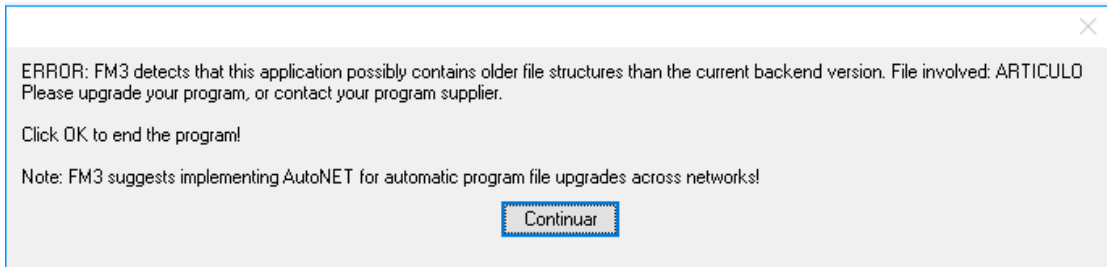 ERROR: FM3 detects that this application possibly contains older file structures than the current backend version. File involved: ARTICULO
Please upgrade your program, or contact your program supplier.
Click OK to end the program!
Note: FM3 suggests implementing AutoNET for automatic program file upgrades across networks!
Continuar